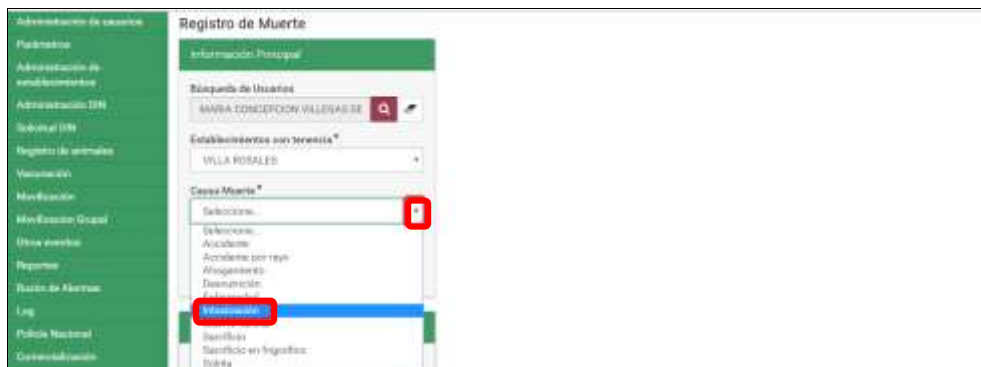 Administración de usuarios
Parámetros
Administración de
establecimientos
Administración DIN
Solicitud DIN
Registro de animales
Vacunación
Movilización
Movilización Grupal
Otros eventos
Reportes
Buzón de Alarmas
Log
Policía Nacional
Comercialización
Registro de Muerte
Información Principal
Búsqueda de Usuarios
MARIA CONCEPCION VILLEGAS DE
Establecimientos con tenencia *
VILLA ROSALES
Causa Muerte *
Seleccione...
Seleccione...
Accidente
Accidente por rayo
Ahogamiento
Desnutrición
Enfermedad
Intoxicación
Sacrificio
Sacrificio en frigorífico